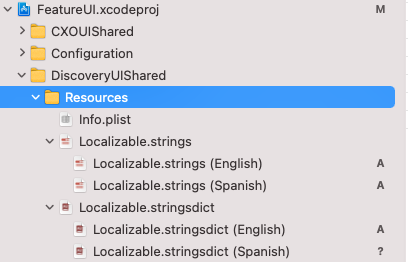 FeatureUI.xcodeproj M
CXOUIShared
Configuration
DiscoveryUIShared
Resources
Info.plist
Localizable.strings
Localizable.strings (English) A
Localizable.strings (Spanish) A
Localizable.stringsdict
Localizable.stringsdict (English) A
Localizable.stringsdict (Spanish) ?